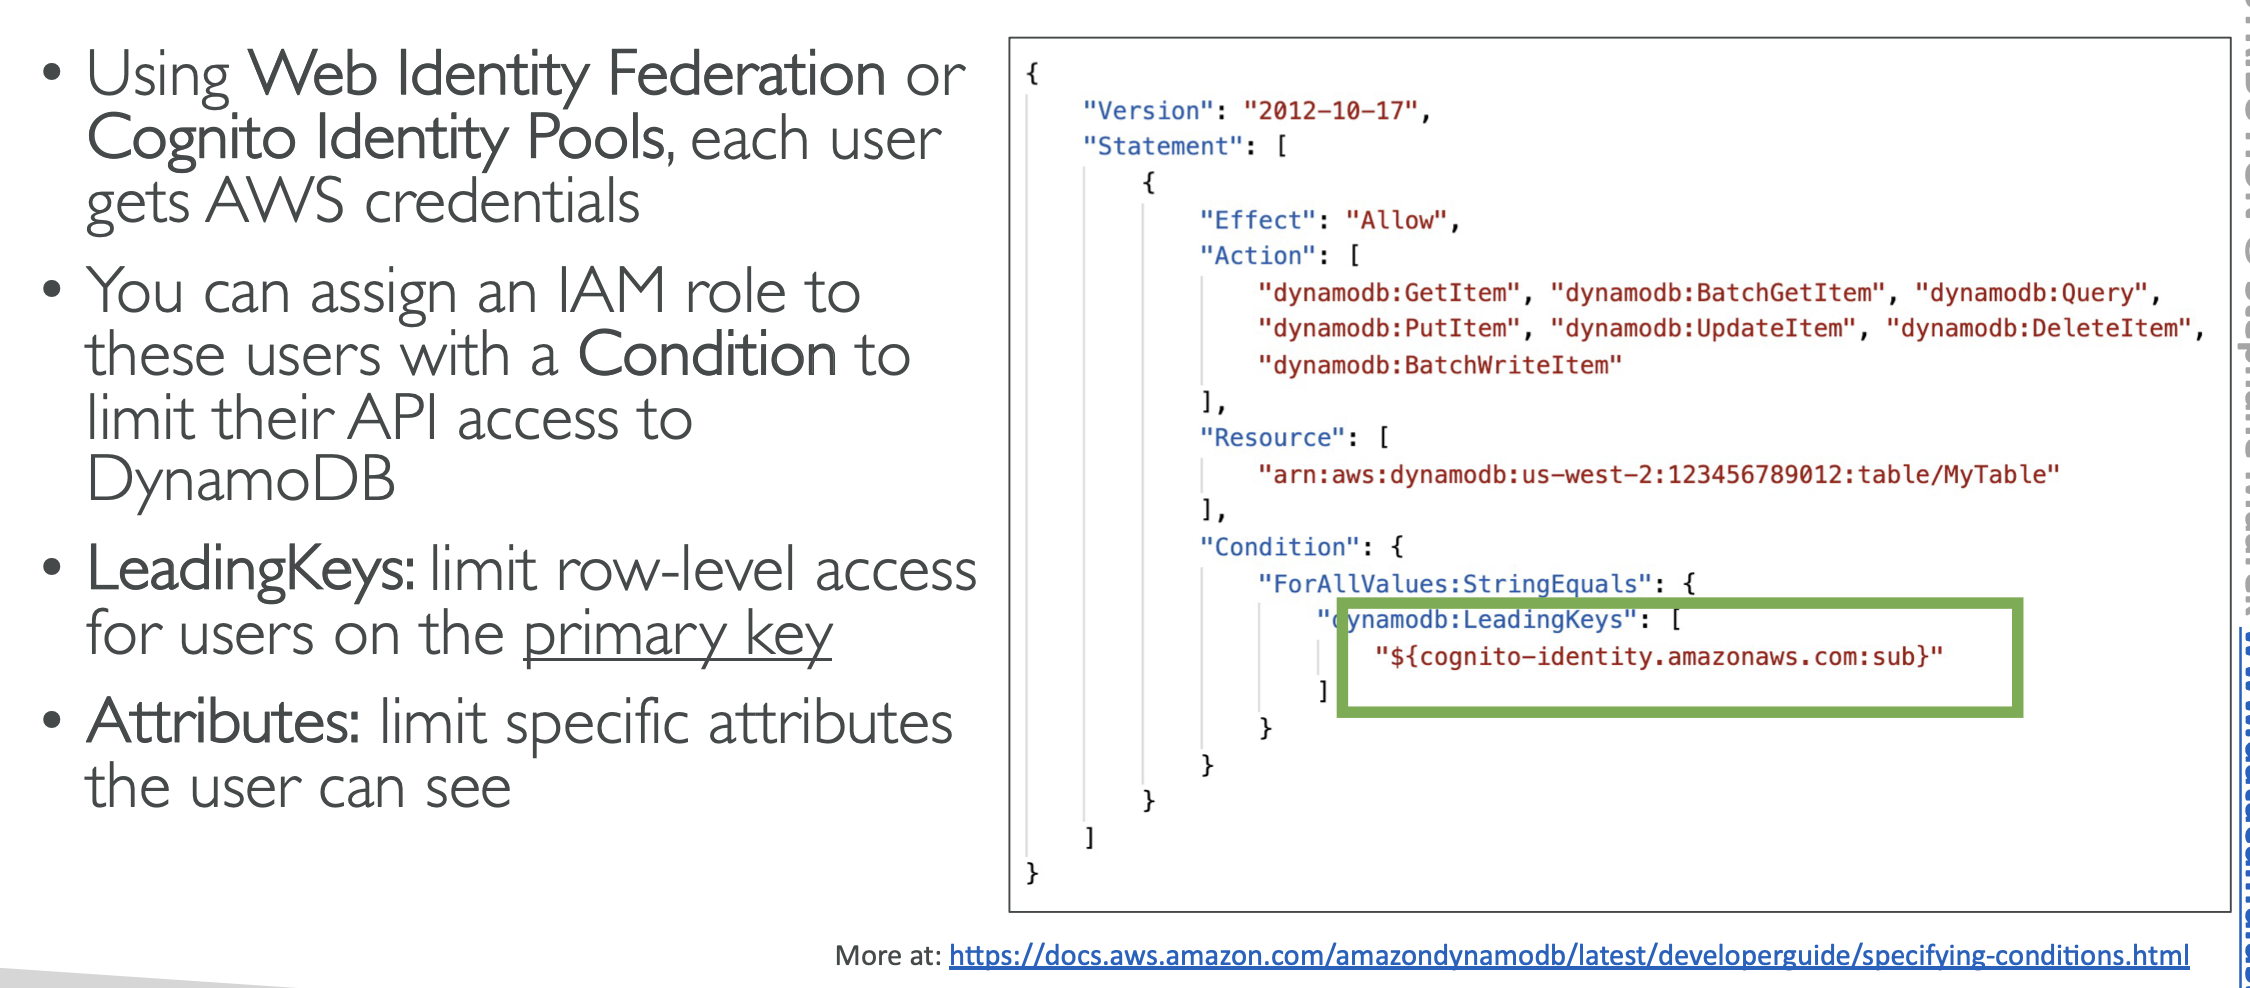 • Using Web Identity Federation or
Cognito Identity Pools, each user
gets AWS credentials
• You can assign an IAM role to
these users with a Condition to
limit their API access to
DynamoDB
• LeadingKeys: limit row-level access
for users on the primary key
• Attributes: limit specific attributes
the user can see
{
"Version": "2012-10-17",
"Statement": [
{
"Effect": "Allow",
"Action": [
"dynamodb:GetItem", "dynamodb:BatchGetItem", "dynamodb:Query",
"dynamodb:PutItem", "dynamodb:UpdateItem", "dynamodb:DeleteItem",
"dynamodb:BatchWriteItem"
],
"Resource": [
"arn:aws:dynamodb:us-west-2:123456789012:table/MyTable"
],
"Condition": {
"ForAllValues:StringEquals": {
"dynamodb:LeadingKeys": [
"${cognito-identity.amazonaws.com:sub}"
]
}
}
}
]
}
More at: https://docs.aws.amazon.com/amazondynamodb/latest/developerguide/specifying-conditions.html